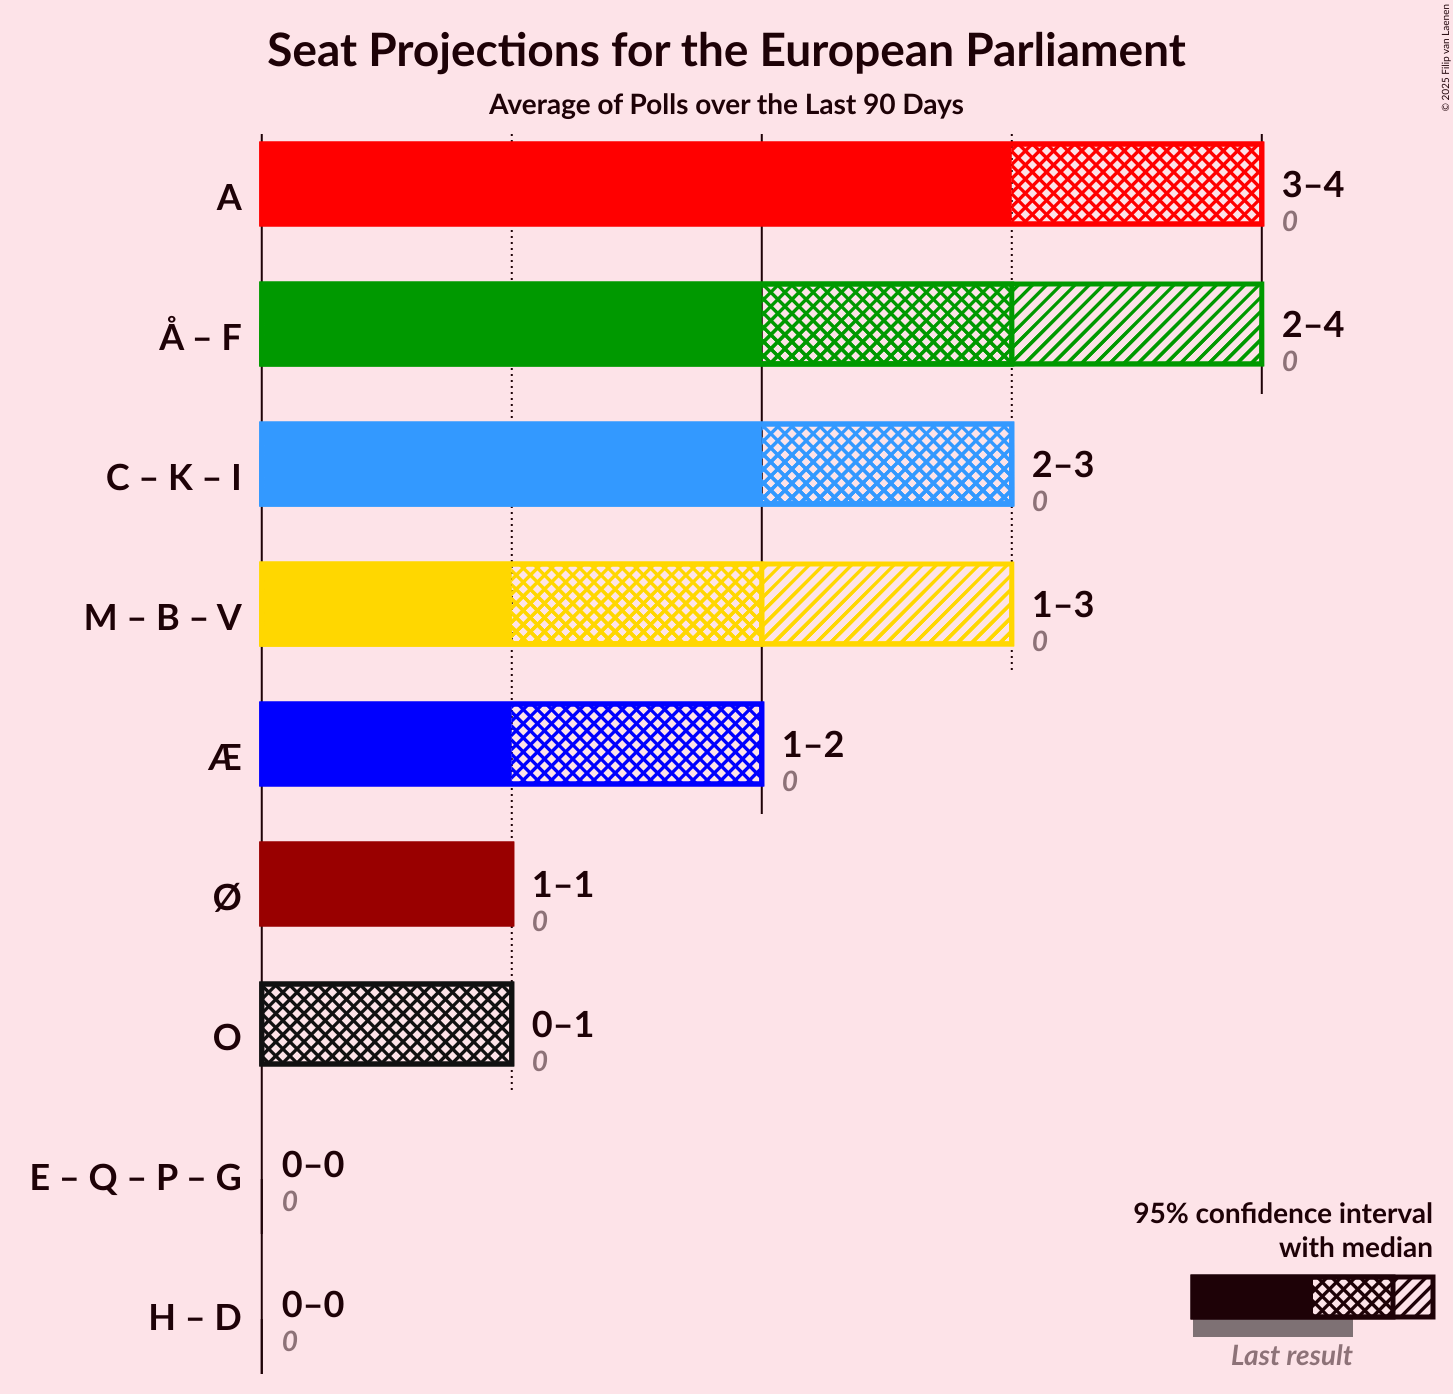 Seat Projections for the European Parliament
Average of Polls over the Last 90 Days
© 2025 Filip van Laenen
A
3–4
0
Å – F
2–4
0
C – K – I
2–3
0
M – B – V
1–3
0
Æ
1–2
0
Ø
1–1
0
O
0–1
0
E – Q – P – G
0–0
0
H – D
0–0
0
95% confidence interval
with median
Last result